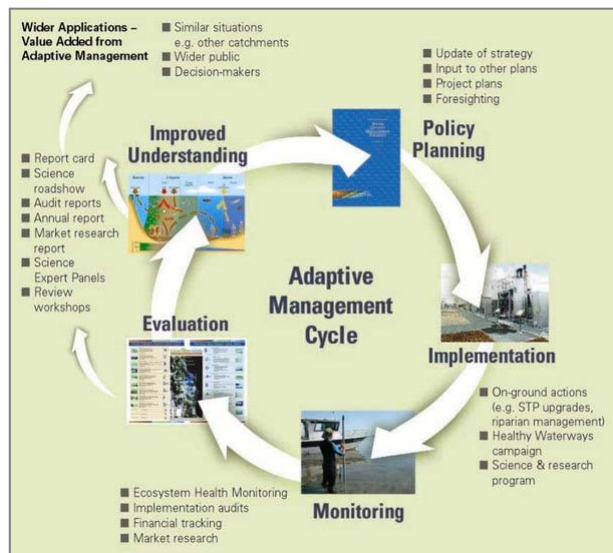 Wider Applications –
Value Added from
Adaptive Management
■ Similar situations
e.g. other catchments
■ Wider public
■ Decision-makers
■ Update of strategy
■ Input to other plans
■ Project plans
■ Foresighting
Improved
Understanding
Policy
Planning
■ Report card
■ Science
roadshow
■ Audit reports
■ Annual report
■ Market research
report
■ Science
Expert Panels
■ Review
workshops
Adaptive
Management
Cycle
Evaluation
Implementation
■ On-ground actions
(e.g. STP upgrades,
riparian management)
■ Healthy Waterways
campaign
■ Science & research
program
Monitoring
■ Ecosystem Health Monitoring
■ Implementation audits
■ Financial tracking
■ Market research